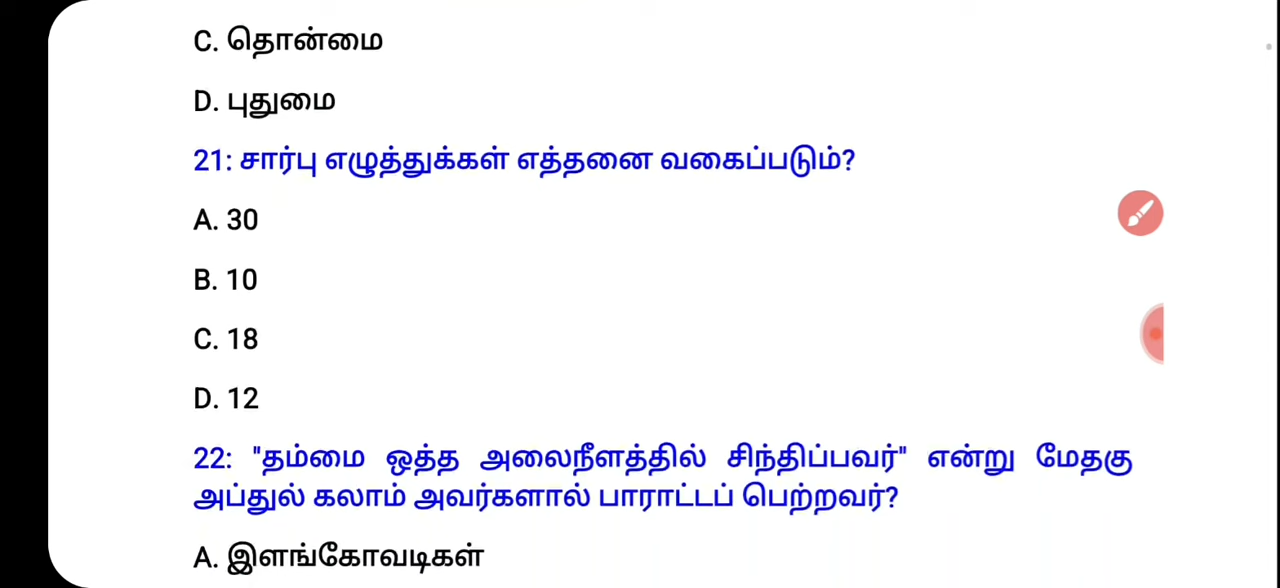 C. தொன்மை
D. புதுமை
21: சார்பு எழுத்துக்கள் எத்தனை வகைப்படும்?
A. 30
B. 10
C. 18
D. 12
22: "தம்மை ஒத்த அலைநீளத்தில் சிந்திப்பவர்" என்று மேதகு
அப்துல் கலாம் அவர்களால் பாராட்டப் பெற்றவர்?
A. இளங்கோவடிகள்